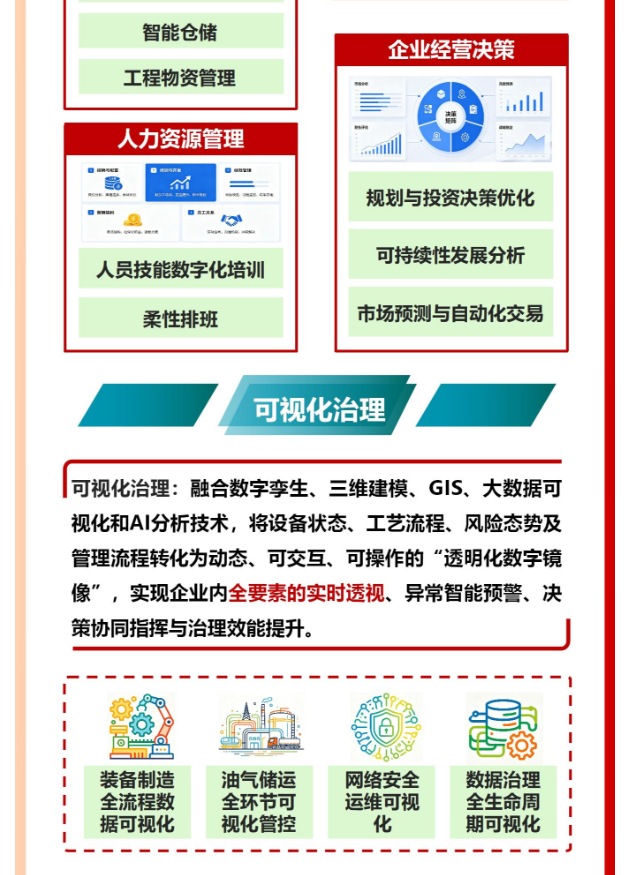 智能仓储
工程物资管理
人力资源管理
人员技能数字化培训
柔性排班
企业经营决策
决策
矩阵
规划与投资决策优化
可持续性发展分析
市场预测与自动化交易
可视化治理
可视化治理：融合数字孪生、三维建模、GIS、大数据可
视化和AI分析技术，将设备状态、工艺流程、风险态势及
管理流程转化为动态、可交互、可操作的“透明化数字镜
像”，实现企业内全要素的实时透视、异常智能预警、决
策协同指挥与治理效能提升。
装备制造
全流程数
据可视化
油气储运
全环节可
视化管控
网络安全
运维可视
化
数据治理
全生命周
期可视化